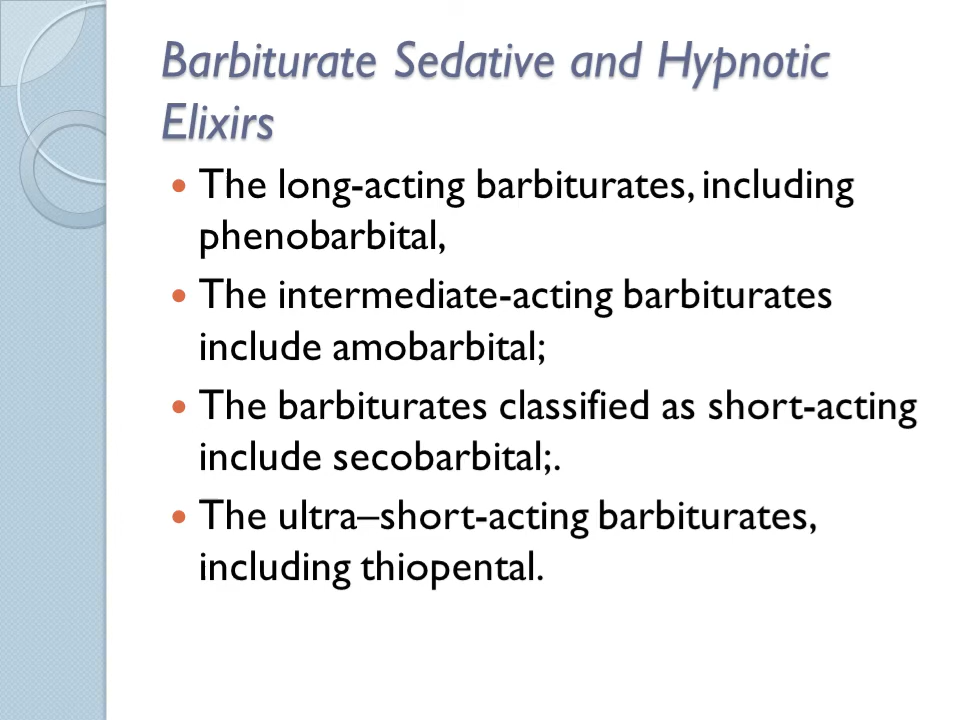 Barbiturate Sedative and Hypnotic
Elixirs
• The long-acting barbiturates, including
phenobarbital,
• The intermediate-acting barbiturates
include amobarbital;
• The barbiturates classified as short-acting
include secobarbital;.
• The ultra–short-acting barbiturates,
including thiopental.